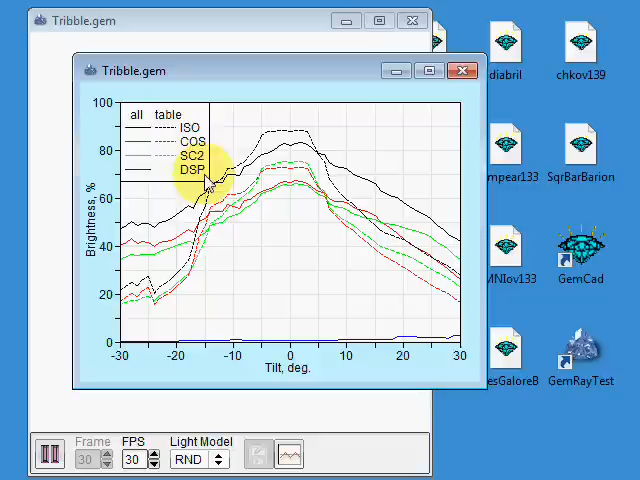 Tribble.gem
Tribble.gem
diabril
chkov139
mpear133
SqrBarBarion
MNIov133
GemCad
esGaloreB
GemRayTest
all table
ISO
COS
SC2
DSP
Brightness, %
100
80
60
40
20
0
-30 -20 -10 0 10 20 30
Tilt, deg.
Frame FPS Light Model
30 30 RND